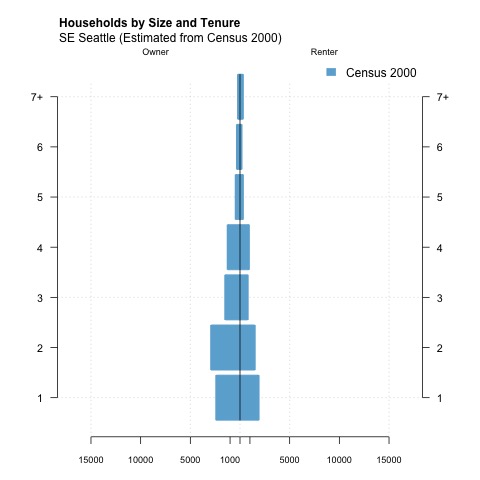 Households by Size and Tenure
SE Seattle (Estimated from Census 2000)
Owner Renter
Census 2000
7+ 7+
6 6
5 5
4 4
3 3
2 2
1 1
15000 10000 5000 1000 5000 10000 15000